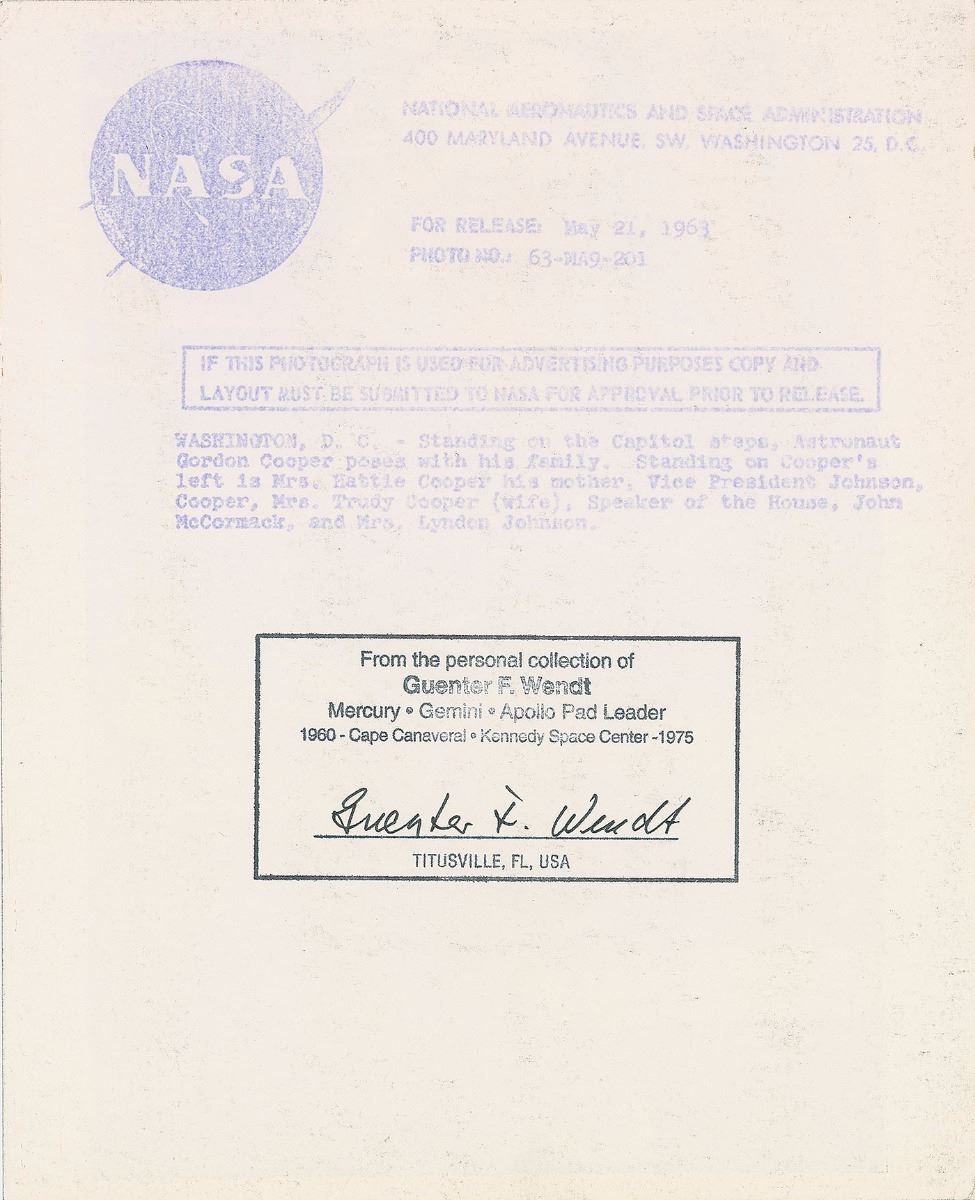 NASA
NATIONAL AERONAUTICS AND SPACE ADMINISTRATION
400 MARYLAND AVENUE, SW, WASHINGTON 25, D.C.
FOR RELEASE: May 21, 1963
PHOTO NO.: 63-MA9-201
IF THIS PHOTOGRAPH IS USED FOR ADVERTISING PURPOSES COPY AND
LAYOUT MUST BE SUBMITTED TO NASA FOR APPROVAL PRIOR TO RELEASE.
WASHINGTON, D. C. - Standing on the Capitol steps, Astronaut
Gordon Cooper poses with his family. Standing on Cooper's
left is Mrs. Hattie Cooper his mother, Vice President Johnson,
Cooper, Mrs. Trudy Cooper (wife), Speaker of the House, John
McCormack, and Mrs. Lyndon Johnson.
From the personal collection of
Guenter F. Wendt
Mercury • Gemini • Apollo Pad Leader
1960 - Cape Canaveral • Kennedy Space Center -1975
Guenter F. Wendt
TITUSVILLE, FL, USA